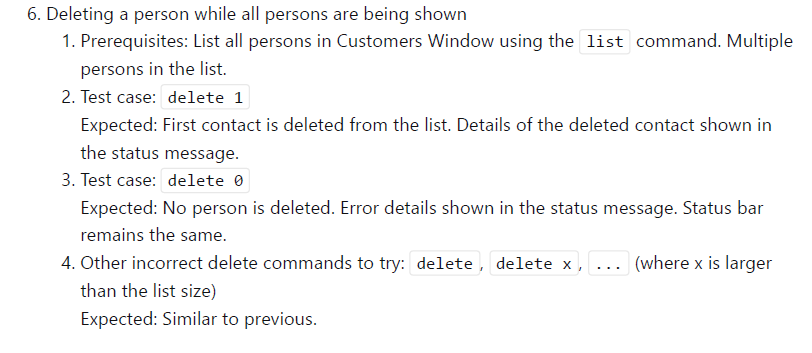 6. Deleting a person while all persons are being shown
1. Prerequisites: List all persons in Customers Window using the list command. Multiple
persons in the list.
2. Test case: delete 1
Expected: First contact is deleted from the list. Details of the deleted contact shown in
the status message.
3. Test case: delete 0
Expected: No person is deleted. Error details shown in the status message. Status bar
remains the same.
4. Other incorrect delete commands to try: delete , delete x , ... (where x is larger
than the list size)
Expected: Similar to previous.